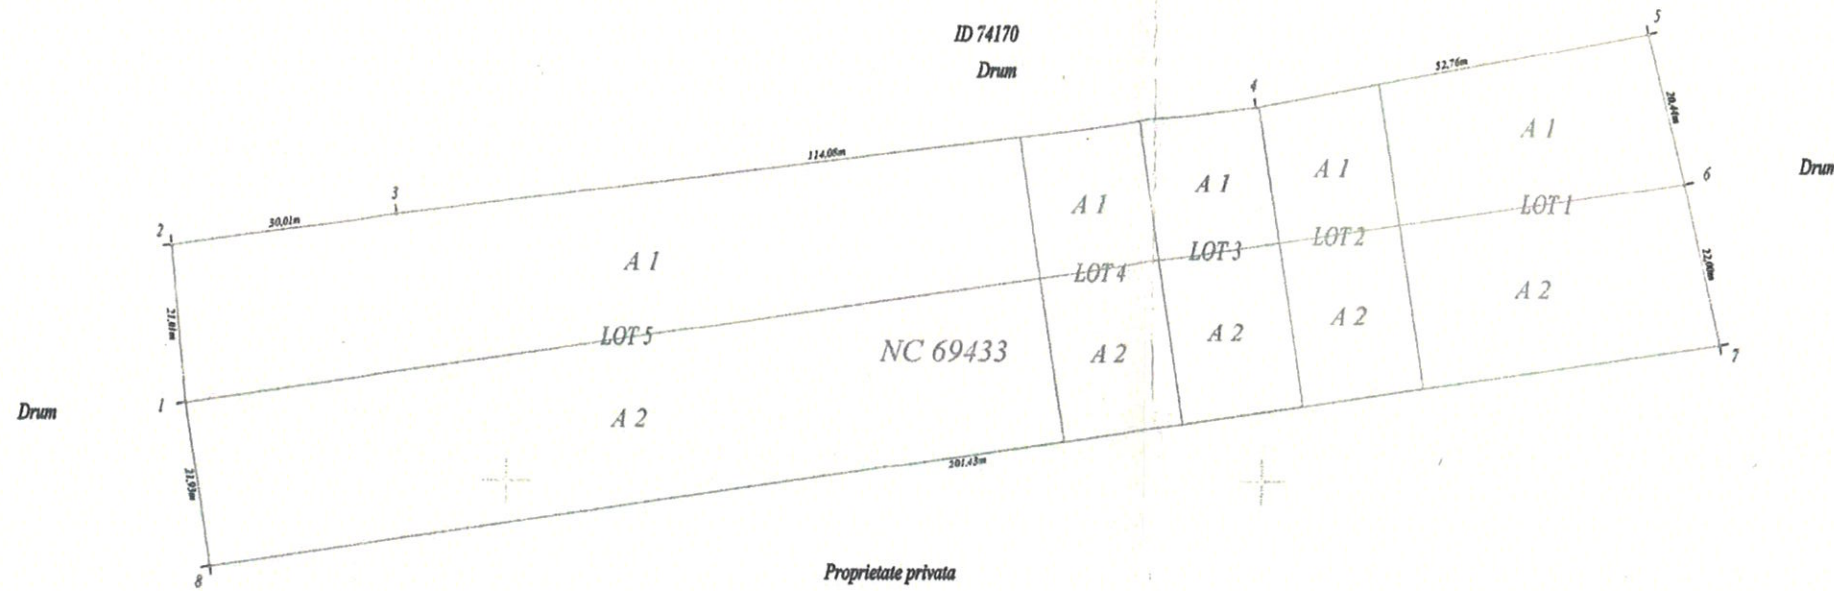 ID 74170
Drum
5
52,76m
4
20,44m
A 1
114,08m
6
Drum
3
A 1
A 1
A 1
LOT 1
2
30,01m
LOT 2
LOT 3
A 1
LOT 4
22,00m
A 2
A 2
A 2
LOT 5
NC 69433
A 2
7
1
Drum
A 2
201,43m
21,93m
8
Proprietate privata